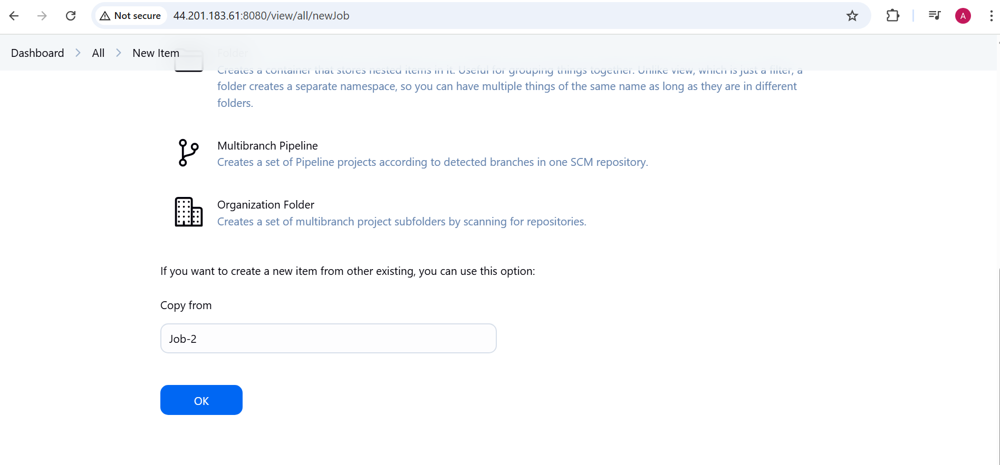 Not secure 44.201.183.61:8080/view/all/newJob
A
Dashboard All New Item
Folder
Creates a container that stores nested items in it. Useful for grouping things together. Unlike view, which is just a filter, a
folder creates a separate namespace, so you can have multiple things of the same name as long as they are in different
folders.
Multibranch Pipeline
Creates a set of Pipeline projects according to detected branches in one SCM repository.
Organization Folder
Creates a set of multibranch project subfolders by scanning for repositories.
If you want to create a new item from other existing, you can use this option:
Copy from
Job-2
OK